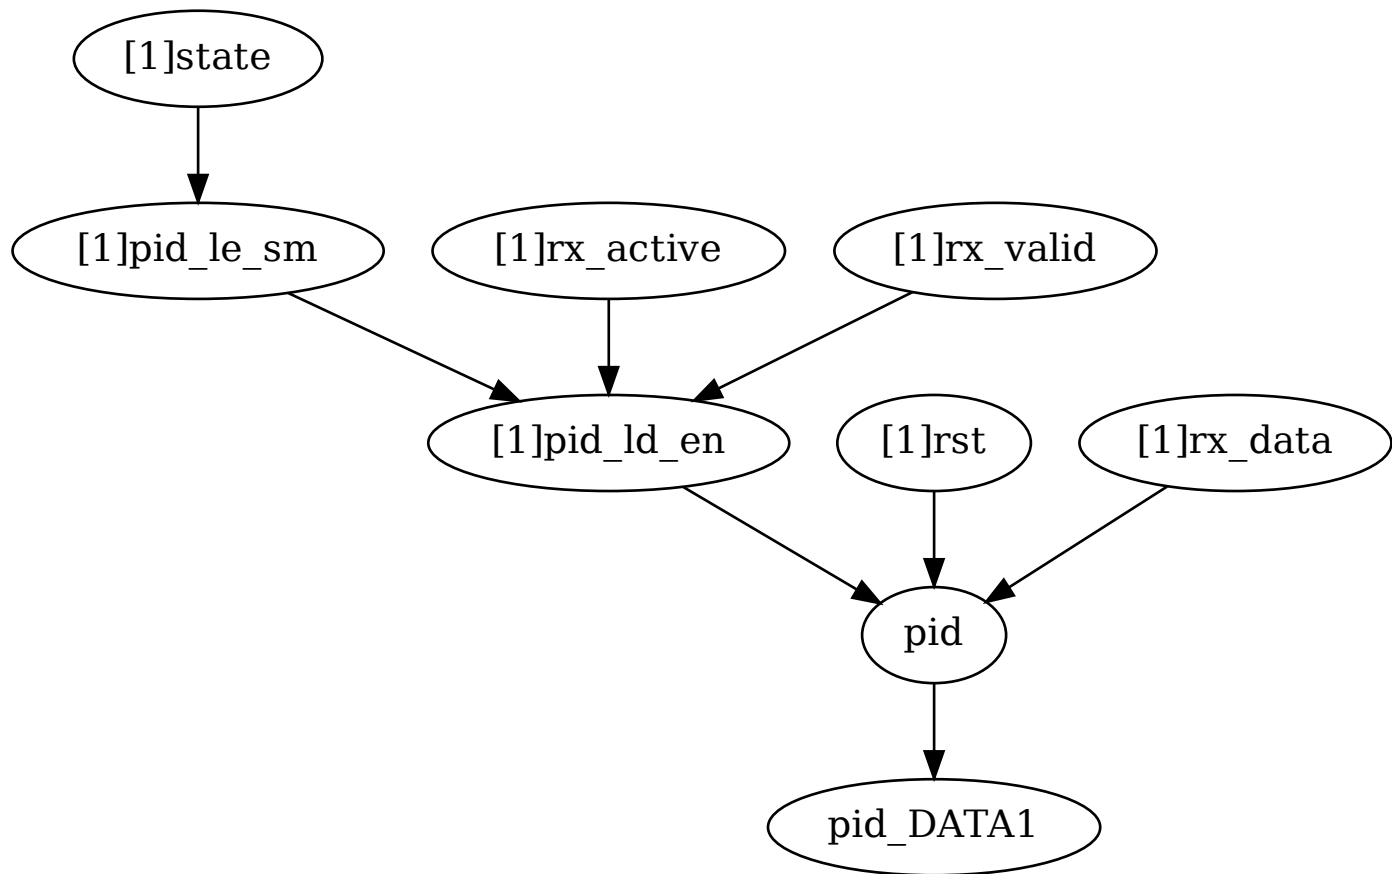 [1]state
[1]pid_le_sm
[1]rx_active
[1]rx_valid
[1]pid_ld_en
[1]rst
[1]rx_data
pid
pid_DATA1